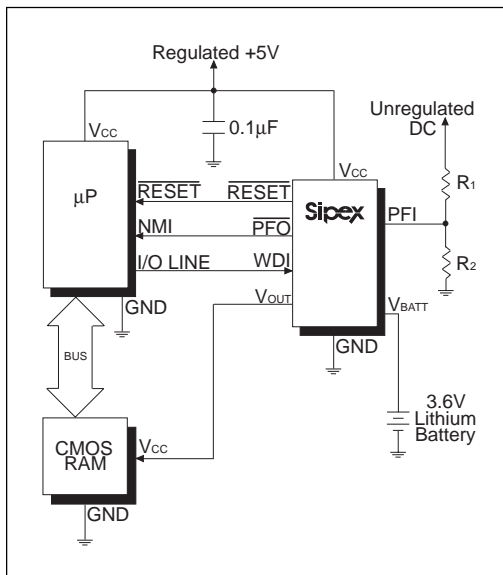 Regulated +5V
Unregulated
DC
VCC
0.1µF
VCC
R1
µP
RESET
RESET
Sipex
PFI
NMI
PFO
R2
I/O LINE
WDI
VOUT
VBATT
GND
GND
BUS
3.6V
Lithium
Battery
CMOS
RAM
VCC
GND